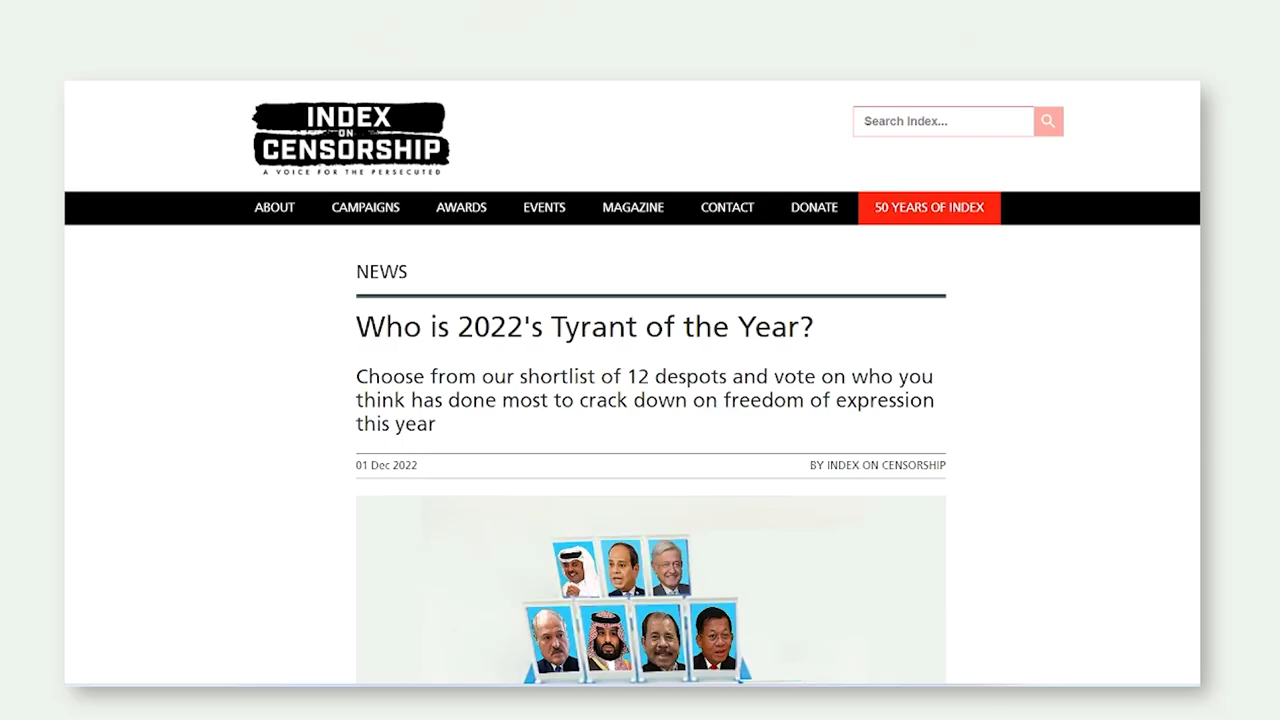 INDEX
ON
CENSORSHIP
A VOICE FOR THE PERSECUTED
Search Index...
ABOUT CAMPAIGNS AWARDS EVENTS MAGAZINE CONTACT DONATE 50 YEARS OF INDEX
NEWS
Who is 2022's Tyrant of the Year?
Choose from our shortlist of 12 despots and vote on who you
think has done most to crack down on freedom of expression
this year
01 Dec 2022 BY INDEX ON CENSORSHIP